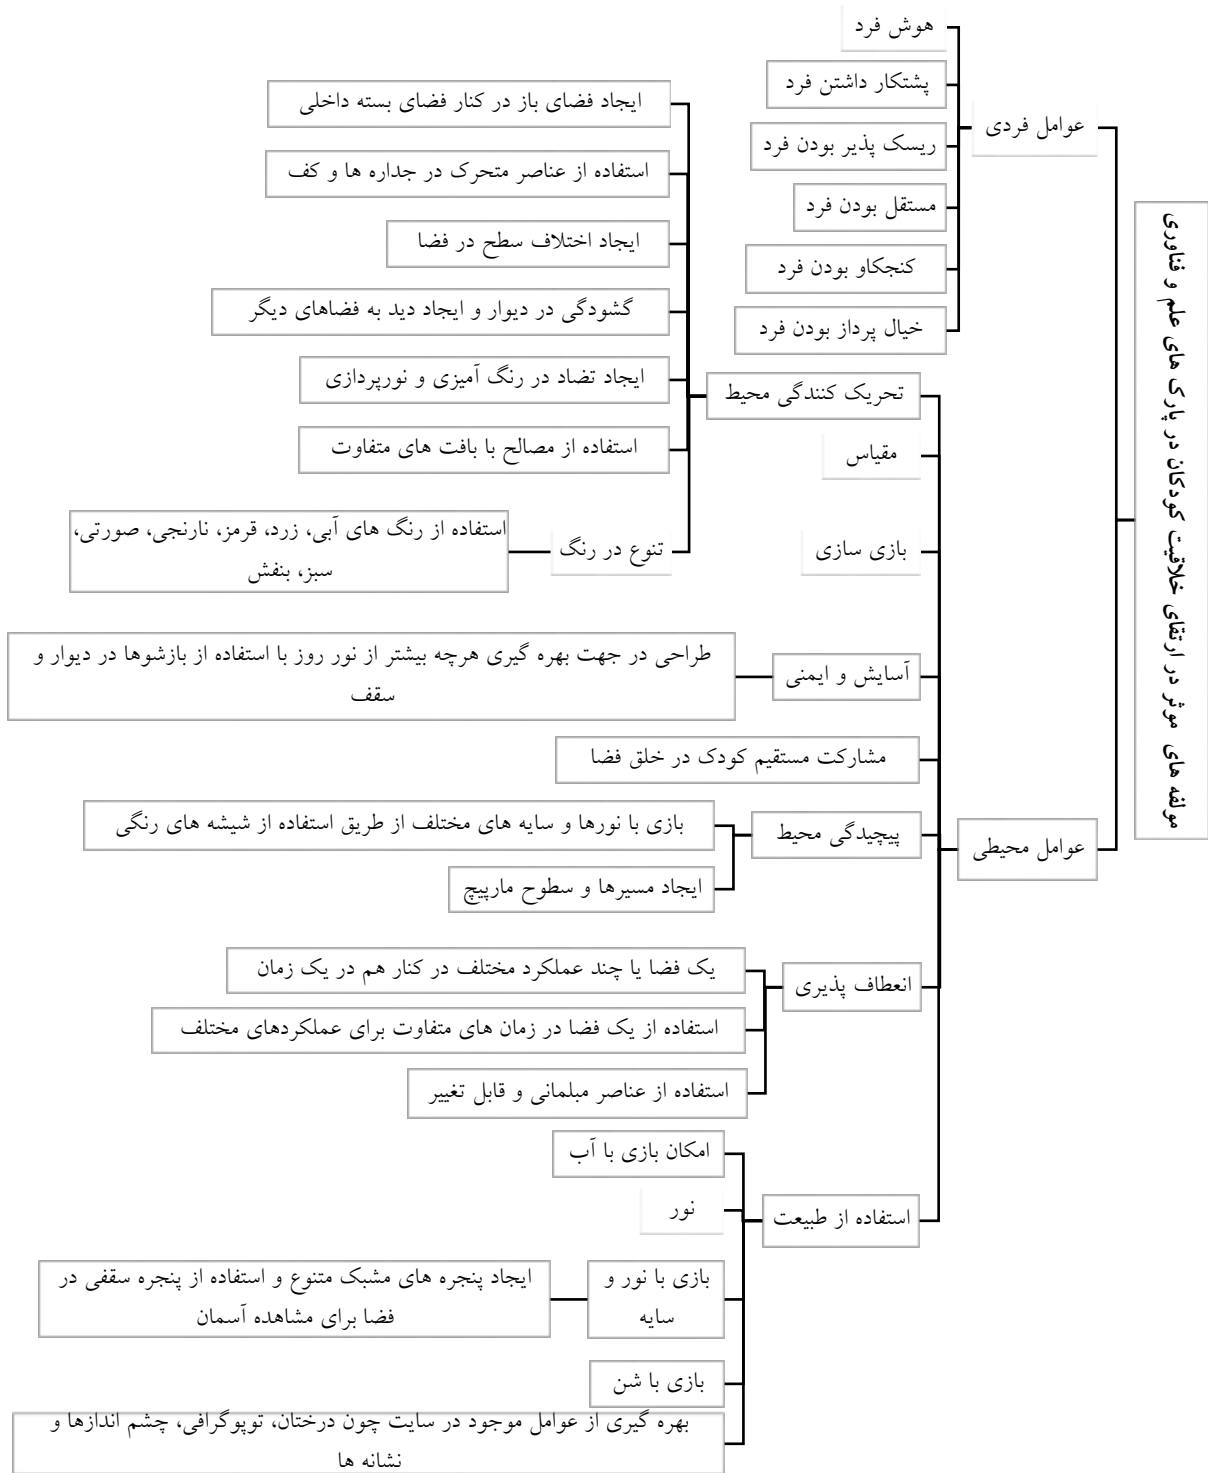 مولفه های موثر در ارتقای خلاقیت کودکان در پارک های علم و فناوری
عوامل فردی
هوش فرد
پشتکار داشتن فرد
ریسک پذیر بودن فرد
مستقل بودن فرد
کنجکاو بودن فرد
خیال پرداز بودن فرد
عوامل محیطی
تحریک کنندگی محیط
ایجاد فضای باز در کنار فضای بسته داخلی
استفاده از عناصر متحرک در جداره ها و کف
ایجاد اختلاف سطح در فضا
گشودگی در دیوار و ایجاد دید به فضاهای دیگر
ایجاد تضاد در رنگ آمیزی و نورپردازی
استفاده از مصالح با بافت های متفاوت
تنوع در رنگ
استفاده از رنگ های آبی، زرد، قرمز، نارنجی، صورتی،
سبز، بنفش
مقیاس
بازی سازی
آسایش و ایمنی
طراحی در جهت بهره گیری هرچه بیشتر از نور روز با استفاده از بازشوها در دیوار و
سقف
مشارکت مستقیم کودک در خلق فضا
پیچیدگی محیط
بازی با نورها و سایه های مختلف از طریق استفاده از شیشه های رنگی
ایجاد مسیرها و سطوح مارپیچ
انعطاف پذیری
یک فضا یا چند عملکرد مختلف در کنار هم در یک زمان
استفاده از یک فضا در زمان های متفاوت برای عملکردهای مختلف
استفاده از عناصر مبلمانی و قابل تغییر
استفاده از طبیعت
امکان بازی با آب
نور
بازی با نور و
سایه
ایجاد پنجره های مشبک متنوع و استفاده از پنجره سقفی در
فضا برای مشاهده آسمان
بازی با شن
بهره گیری از عوامل موجود در سایت چون درختان، توپوگرافی، چشم اندازها و
نشانه ها